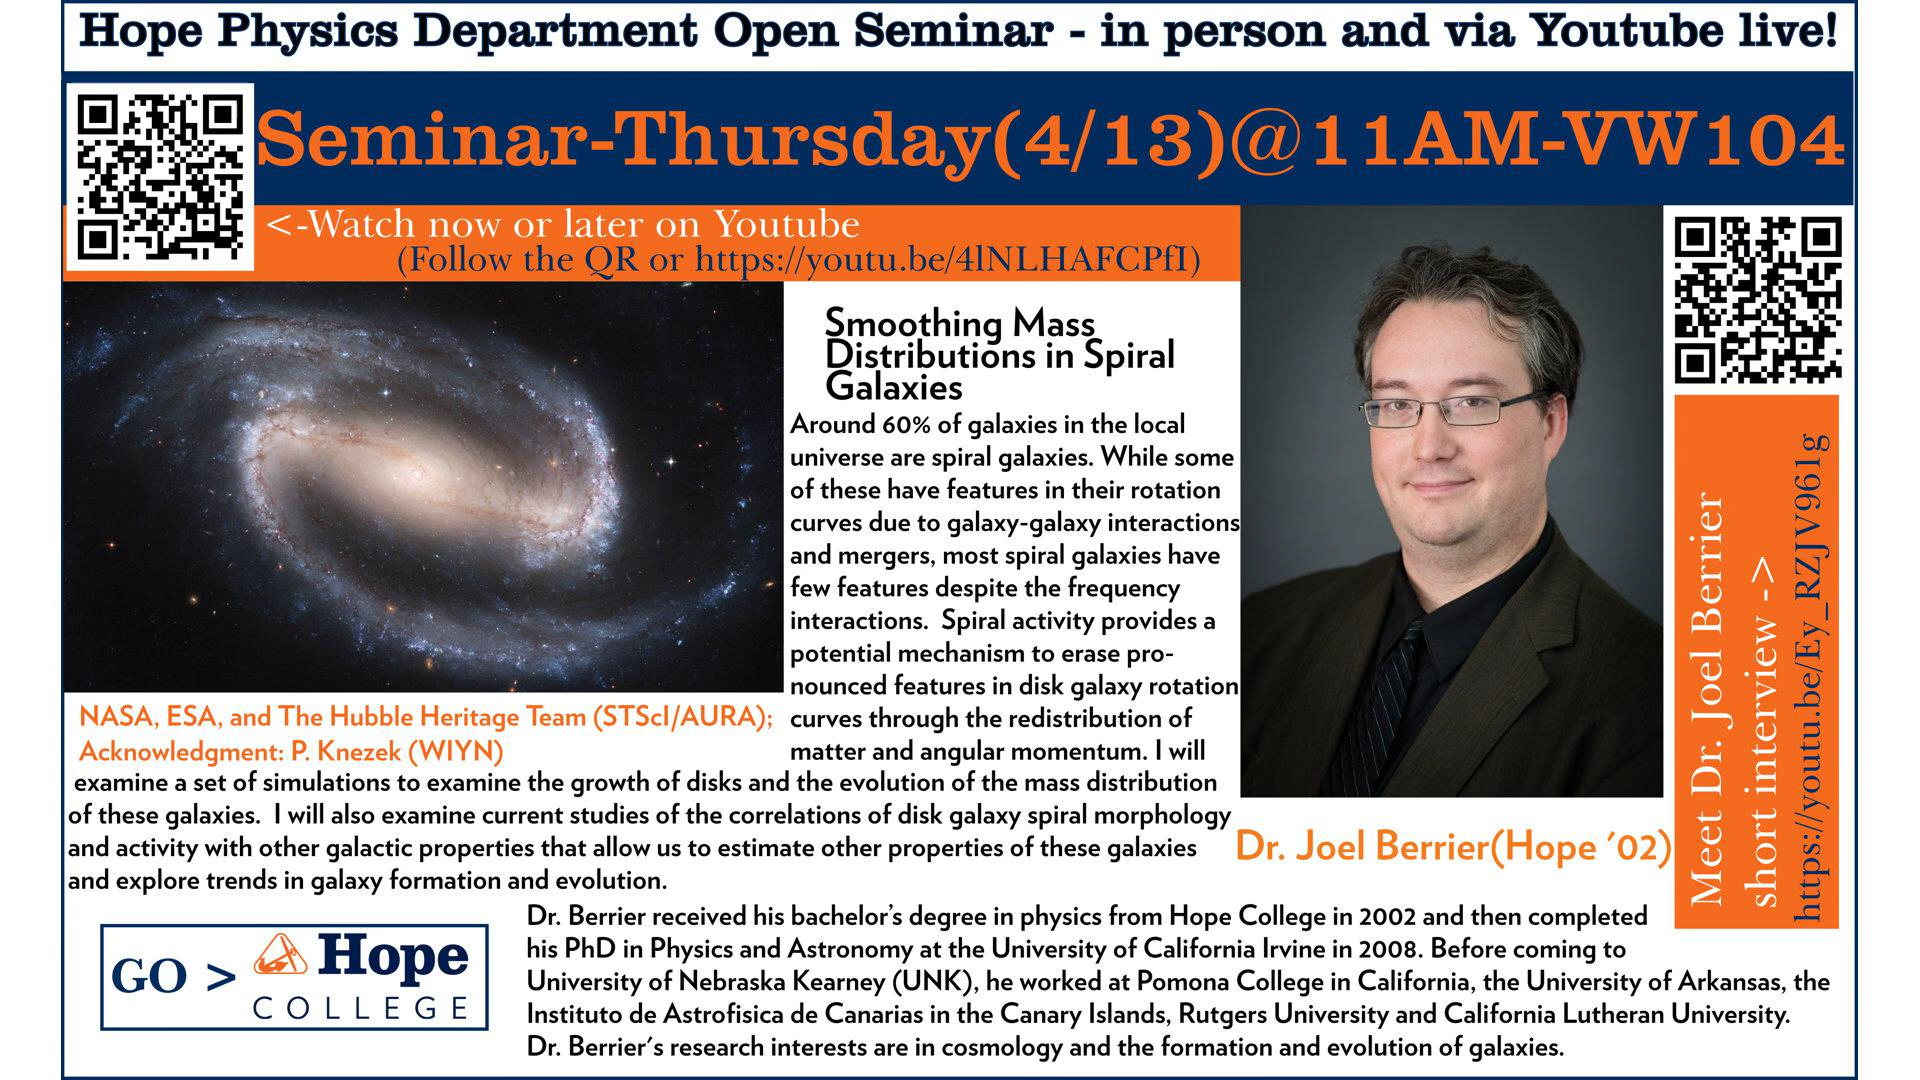 Hope Physics Department Open Seminar - in person and via Youtube live!
Seminar-Thursday(4/13)@11AM-VW104
<-Watch now or later on Youtube
(Follow the QR or https://youtu.be/4lNLHAFCPfI)
Smoothing Mass
Distributions in Spiral
Galaxies
Around 60% of galaxies in the local
universe are spiral galaxies. While some
of these have features in their rotation
curves due to galaxy-galaxy interactions
and mergers, most spiral galaxies have
few features despite the frequency
interactions.  Spiral activity provides a
potential mechanism to erase pro-
nounced features in disk galaxy rotation
curves through the redistribution of
matter and angular momentum. I will
examine a set of simulations to examine the growth of disks and the evolution of the mass distribution
of these galaxies.  I will also examine current studies of the correlations of disk galaxy spiral morphology
and activity with other galactic properties that allow us to estimate other properties of these galaxies
and explore trends in galaxy formation and evolution.
NASA, ESA, and The Hubble Heritage Team (STScI/AURA);
Acknowledgment: P. Knezek (WIYN)
Dr. Joel Berrier(Hope '02)
Meet Dr. Joel Berrier
short interview ->
https://youtu.be/Ey_RZJV961g
GO > Hope
COLLEGE
Dr. Berrier received his bachelor's degree in physics from Hope College in 2002 and then completed
his PhD in Physics and Astronomy at the University of California Irvine in 2008. Before coming to
University of Nebraska Kearney (UNK), he worked at Pomona College in California, the University of Arkansas, the
Instituto de Astrofisica de Canarias in the Canary Islands, Rutgers University and California Lutheran University.
Dr. Berrier's research interests are in cosmology and the formation and evolution of galaxies.